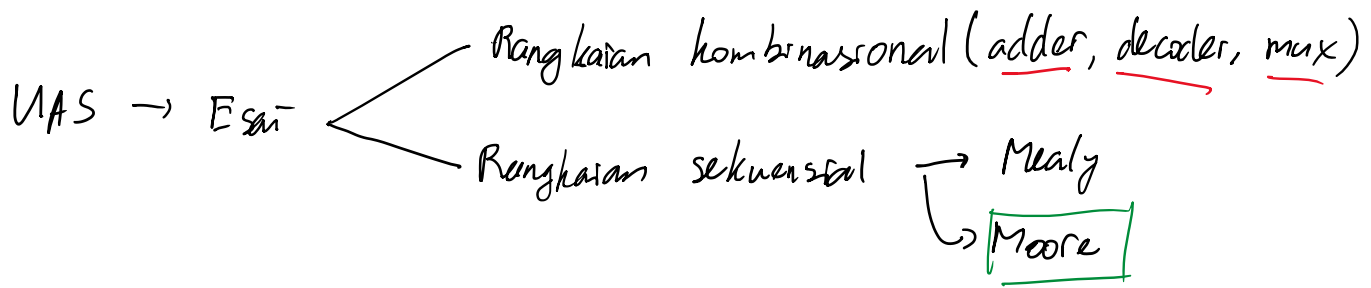 Rangkaian kombinasional (adder, decoder, mux)
UAS → Esai
Rangkaian sekuensial → Mealy
Moore